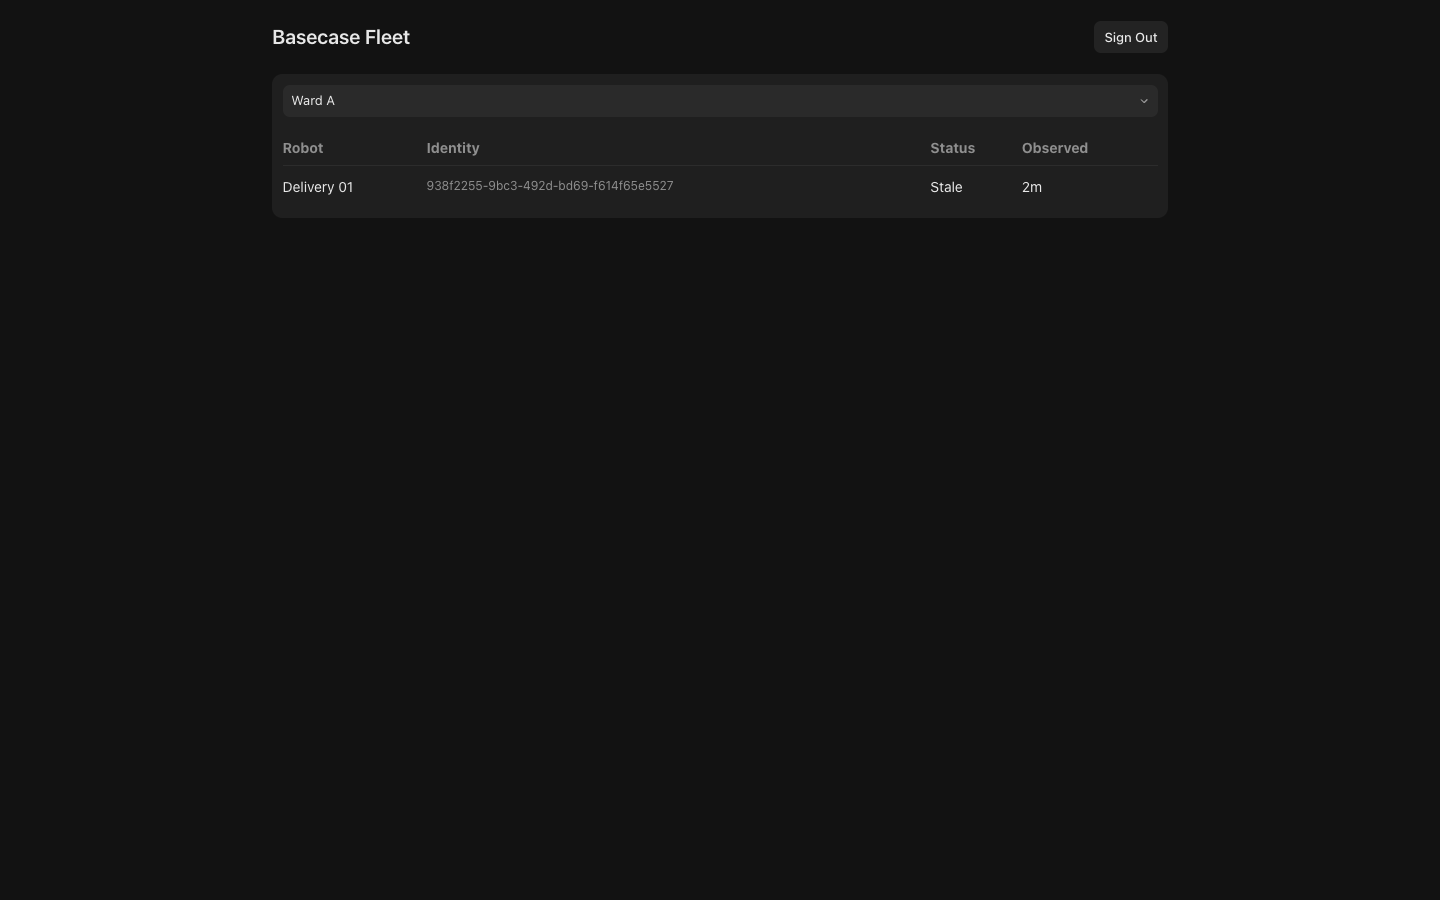 Basecase Fleet
Sign Out
Ward A
Robot Identity Status Observed
Delivery 01 938f2255-9bc3-492d-bd69-f614f65e5527 Stale 2m